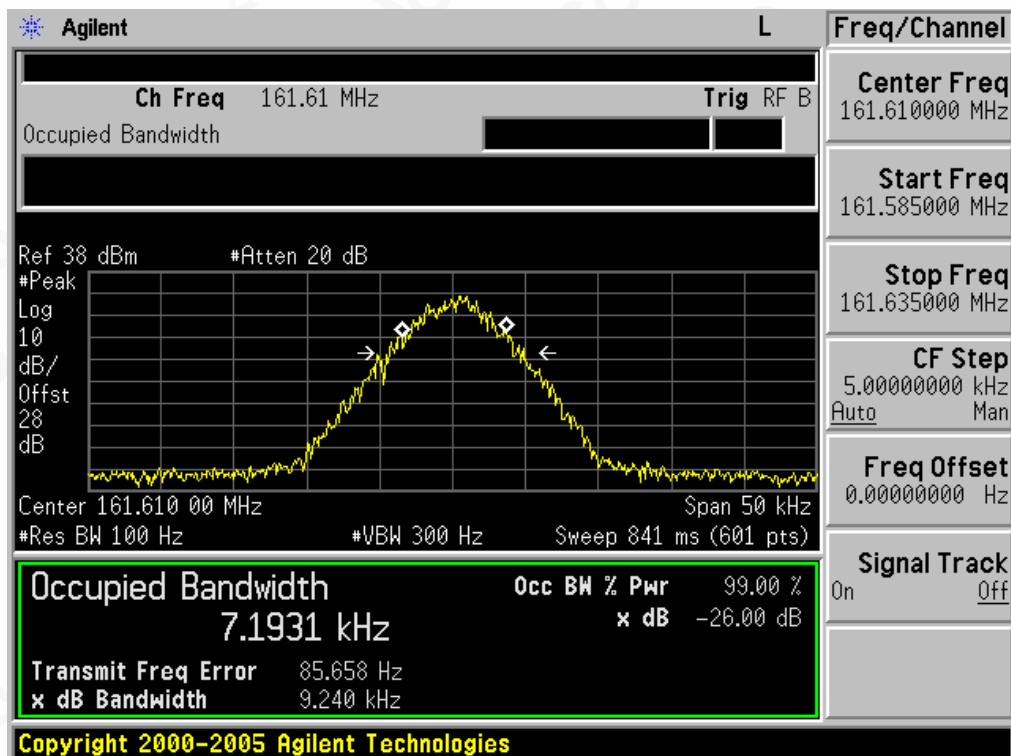 Agilent L Freq/Channel
Ch Freq 161.61 MHz Trig RF B
Occupied Bandwidth
Center Freq
161.610000 MHz
Start Freq
161.585000 MHz
Stop Freq
161.635000 MHz
CF Step
5.00000000 kHz
Auto Man
Freq Offset
0.00000000 Hz
Signal Track
On Off
Ref 38 dBm #Atten 20 dB
#Peak
Log
10
dB/
Offst
28
dB
Center 161.610 00 MHz Span 50 kHz
#Res BW 100 Hz #VBW 300 Hz Sweep 841 ms (601 pts)
Occupied Bandwidth Occ BW % Pwr 99.00 %
7.1931 kHz x dB -26.00 dB
Transmit Freq Error 85.658 Hz
x dB Bandwidth 9.240 kHz
Copyright 2000-2005 Agilent Technologies